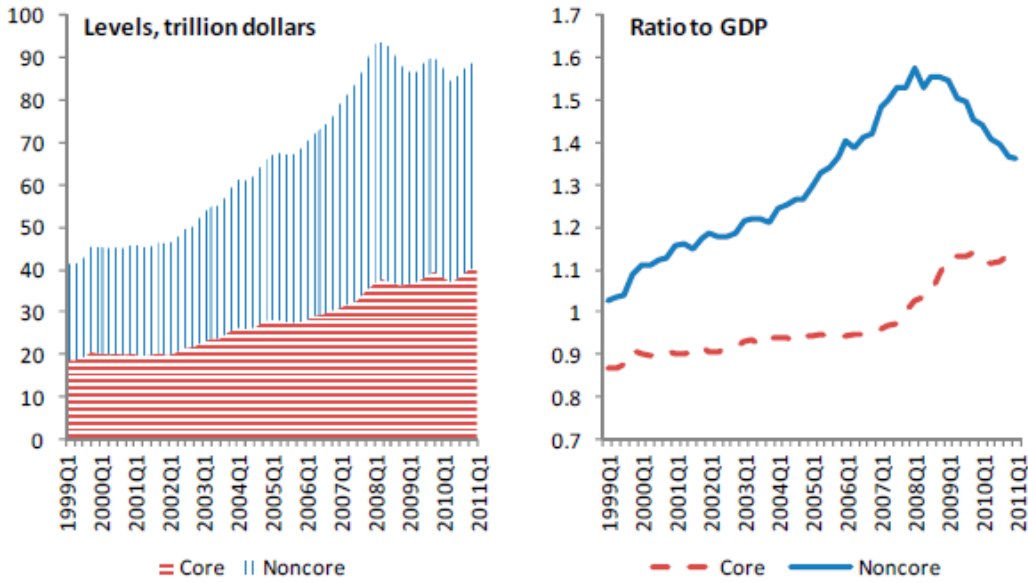 Levels, trillion dollars
100
90
80
70
60
50
40
30
20
10
0
1999Q1
2000Q1
2001Q1
2002Q1
2003Q1
2004Q1
2005Q1
2006Q1
2007Q1
2008Q1
2009Q1
2010Q1
2011Q1
Core Noncore
Ratio to GDP
1.7
1.6
1.5
1.4
1.3
1.2
1.1
1
0.9
0.8
0.7
1999Q1
2000Q1
2001Q1
2002Q1
2003Q1
2004Q1
2005Q1
2006Q1
2007Q1
2008Q1
2009Q1
2010Q1
2011Q1
Core Noncore